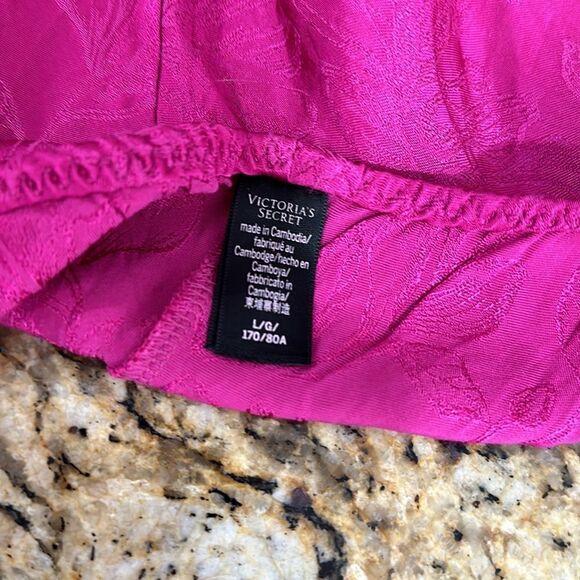 VICTORIA'S
SECRET
made in Cambodia/
fabriqué au
Cambodge/hecho en
Camboya/
fabbricato in
Cambogia/
柬埔寨制造
L/G/
170/80A